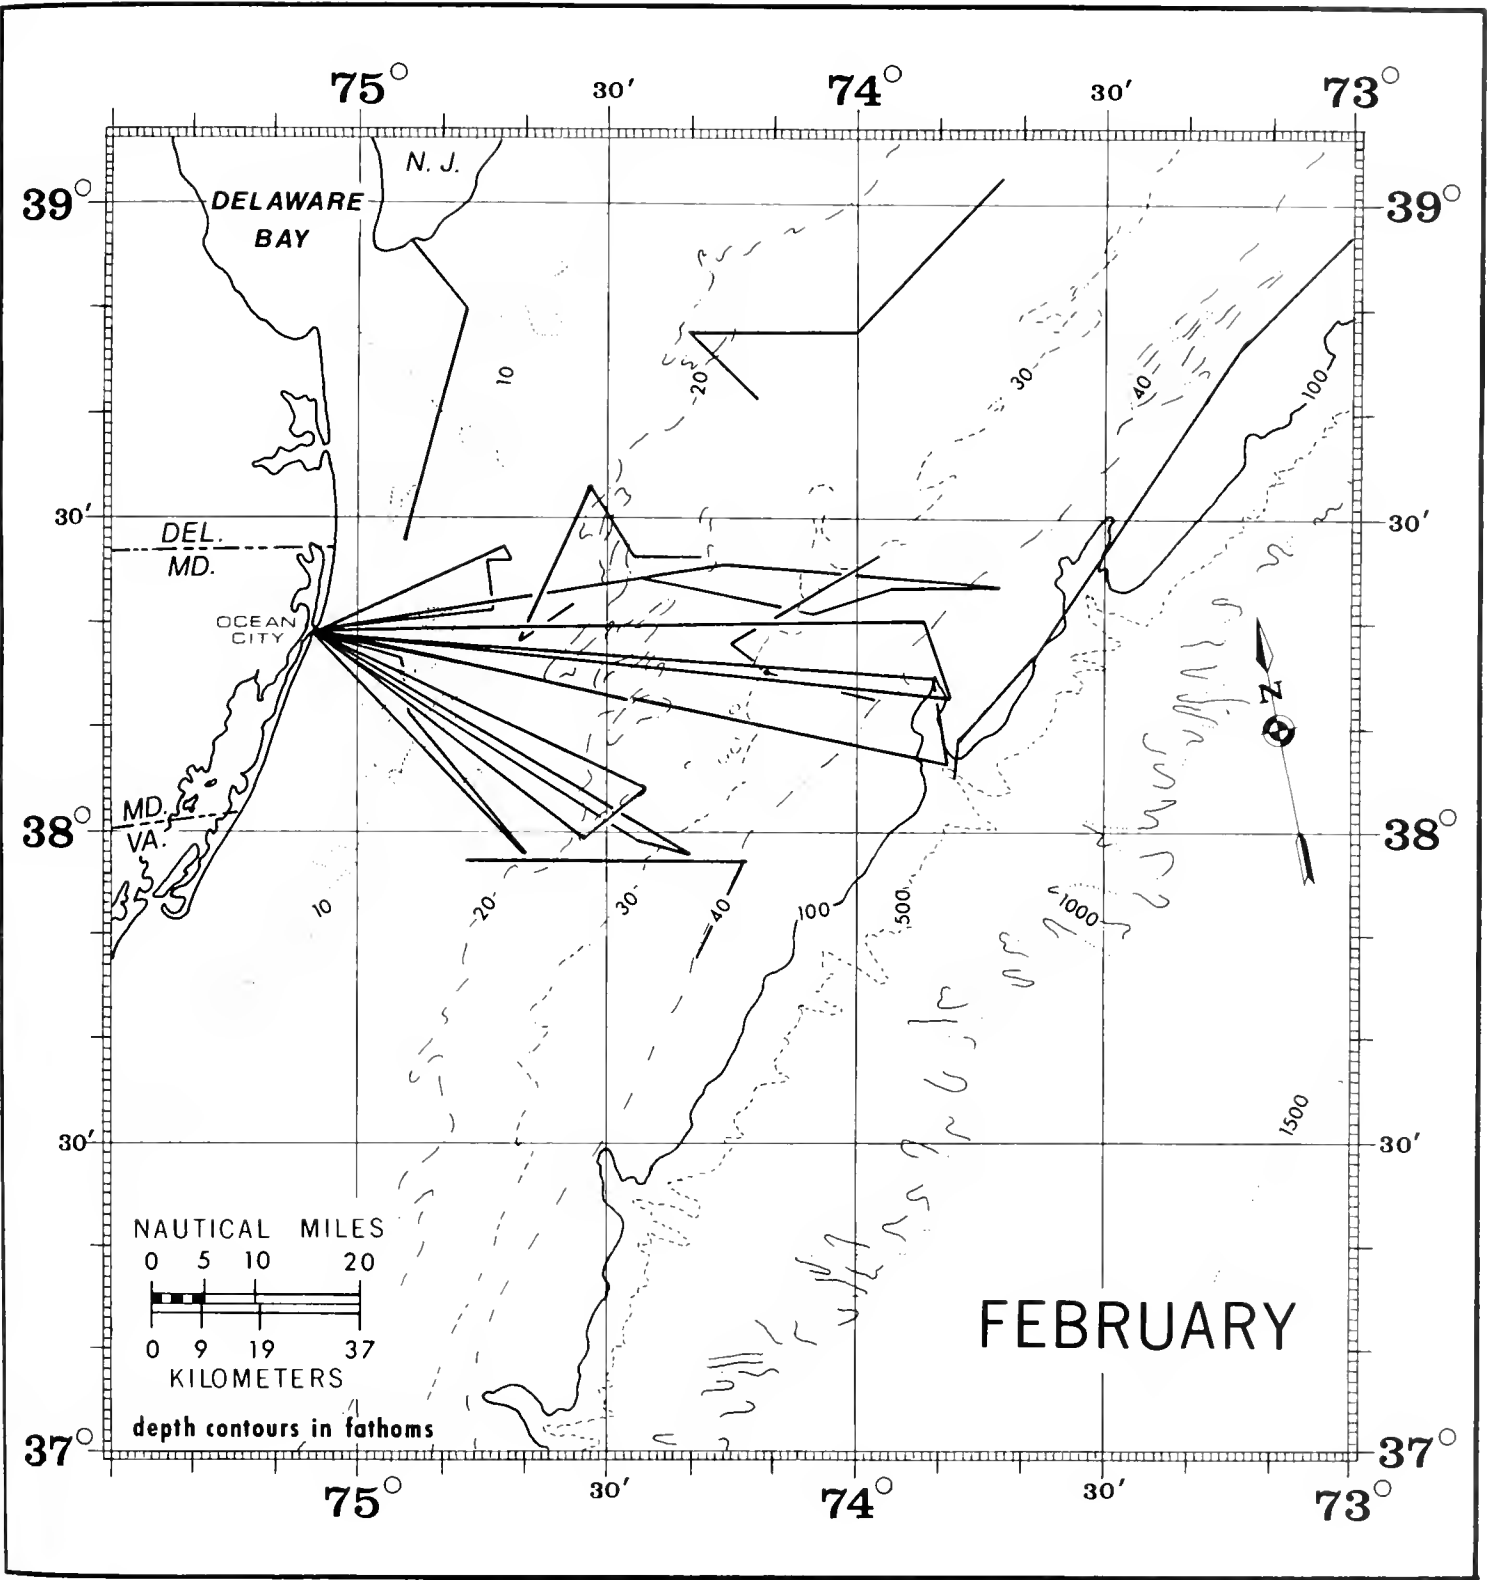 75° 30′ 74° 30′ 73°
N. J.
39° DELAWARE 39°
BAY
10 20 30 40 100
30′ 30′
DEL.
MD.
OCEAN
CITY
N
MD.
38° 38°
VA.
10 20 30 40 100 500 1000
1500
30′ 30′
NAUTICAL MILES
0 5 10 20
0 9 19 37
KILOMETERS
FEBRUARY
depth contours in fathoms
37° 37°
75° 30′ 74° 30′ 73°